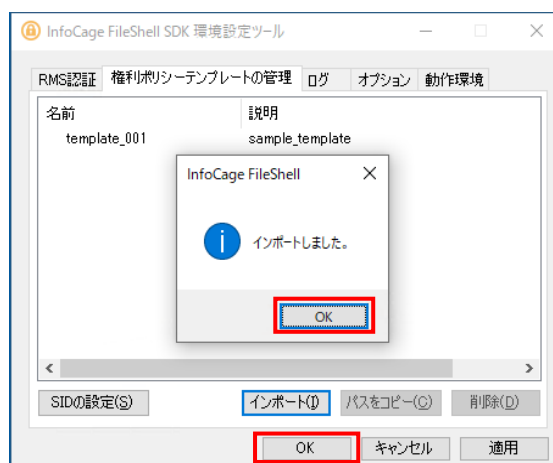 InfoCage FileShell SDK 環境設定ツール
RMS認証 権利ポリシーテンプレートの管理 ログ オプション 動作環境
名前 説明
template_001 sample_template
InfoCage FileShell
インポートしました。
OK
SIDの設定(S) インポート(I) パスをコピー(C) 削除(D)
OK キャンセル 適用